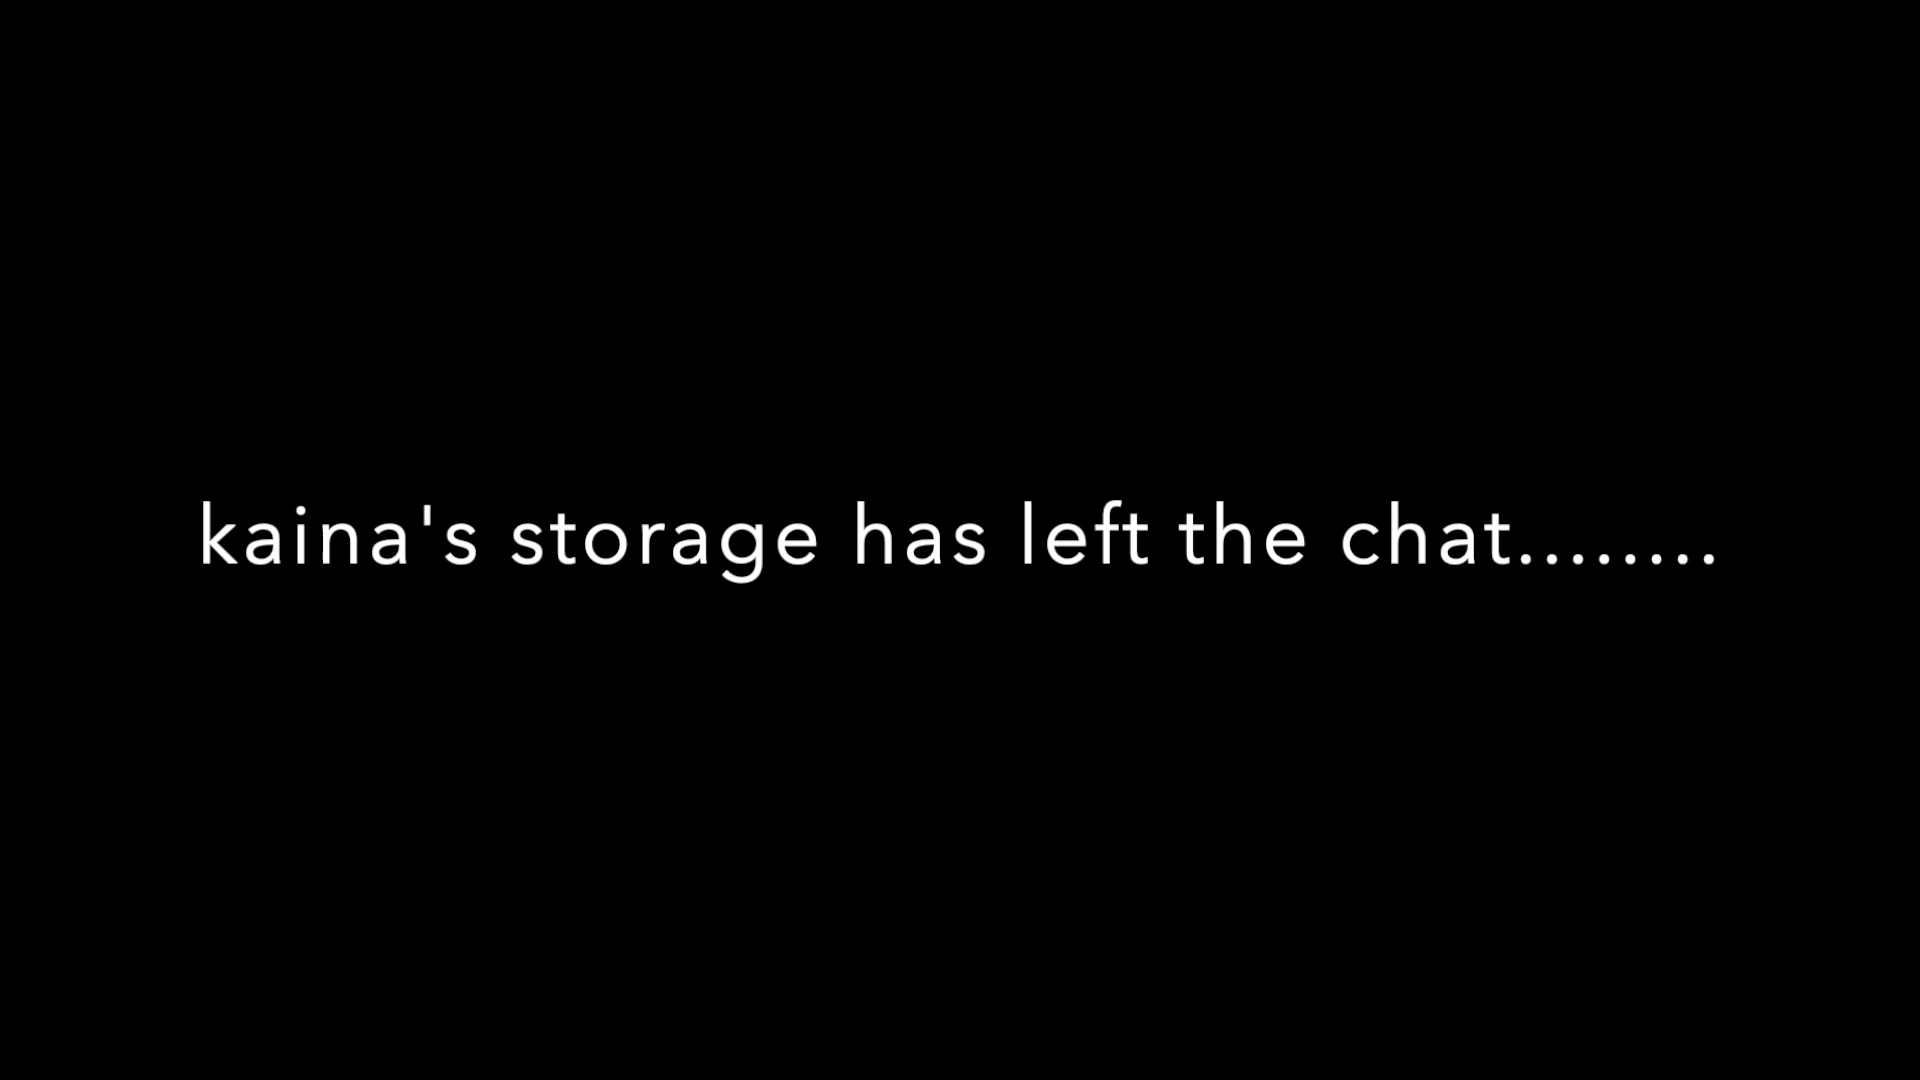 kaina's storage has left the chat........